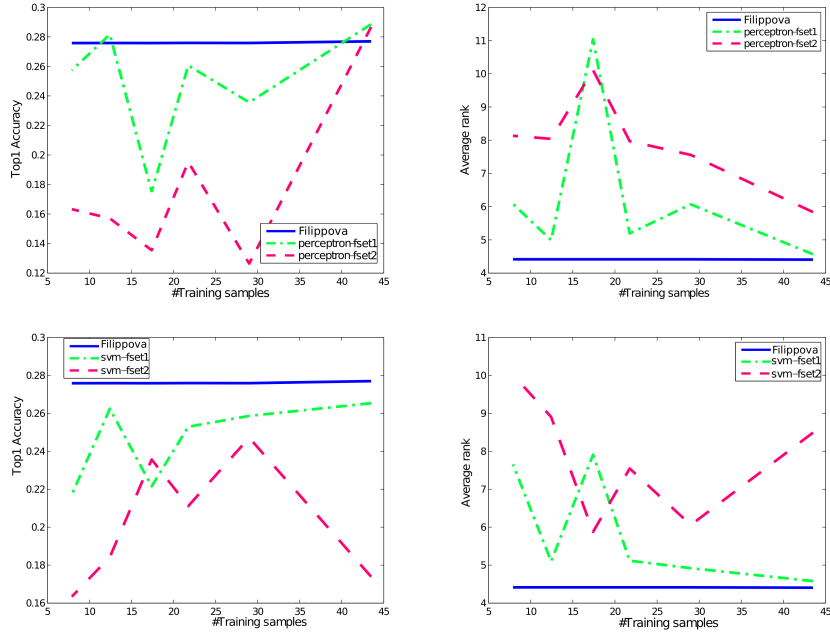 0.3
0.28
0.26
0.24
0.22
0.2
0.18
0.16
0.14
0.12
Top1 Accuracy
Filippova
perceptron-fset1
perceptron-fset2
5 10 15 20 25 30 35 40 45
#Training samples
12
11
10
9
8
7
6
5
4
Average rank
Filippova
perceptron-fset1
perceptron-fset2
5 10 15 20 25 30 35 40 45
#Training samples
0.3
0.28
0.26
0.24
0.22
0.2
0.18
0.16
Top1 Accuracy
Filippova
svm-fset1
svm-fset2
5 10 15 20 25 30 35 40 45
#Training samples
11
10
9
8
7
6
5
4
Average rank
Filippova
svm-fset1
svm-fset2
5 10 15 20 25 30 35 40 45
#Training samples